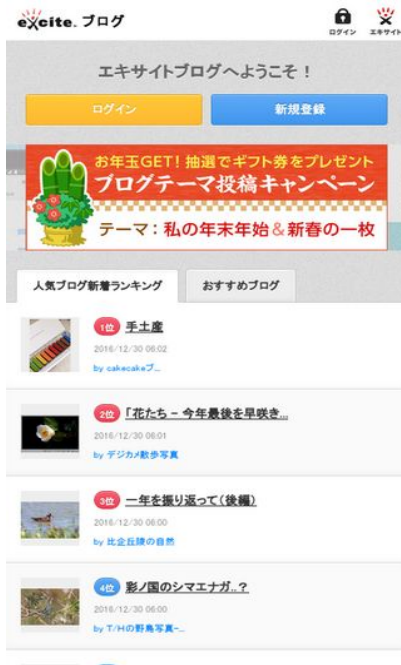 excite. ブログ
ログイン
エキサイト
エキサイトブログへようこそ！
ログイン
新規登録
お年玉GET！抽選でギフト券をプレゼント
ブログテーマ投稿キャンペーン
テーマ：私の年末年始&新春の一枚
人気ブログ新着ランキング
おすすめブログ
1位 手土産
2016/12/30 06:02
by cakecakeブ...
2位 「花たち - 今年最後を早咲き...
2016/12/30 06:01
by デジカメ散歩写真
3位 一年を振り返って（後編）
2016/12/30 06:00
by 比企丘陵の自然
4位 彩ノ国のシマエナガ..？
2016/12/30 06:00
by T/Hの野鳥写真-...